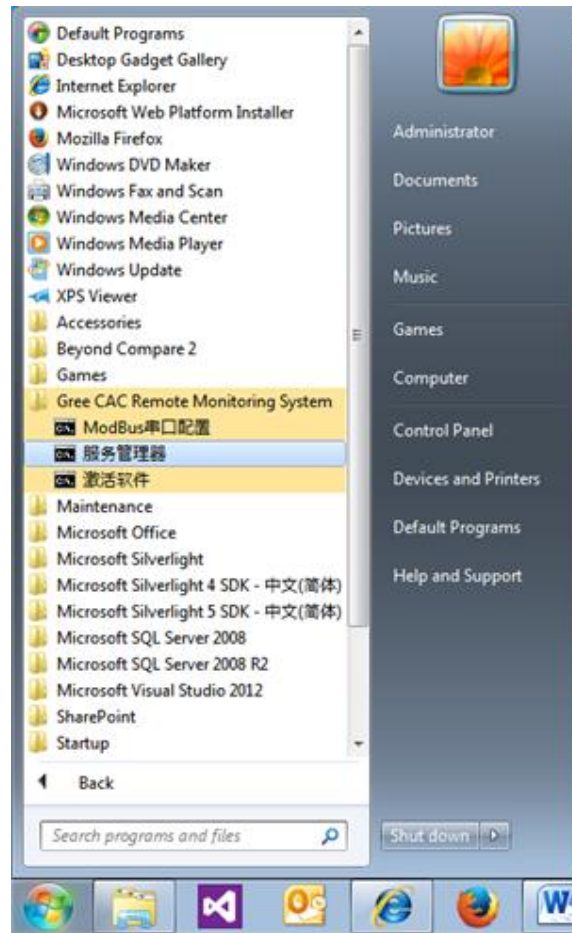 Default Programs
Desktop Gadget Gallery
Internet Explorer
Microsoft Web Platform Installer
Mozilla Firefox
Windows DVD Maker
Windows Fax and Scan
Windows Media Center
Windows Media Player
Windows Update
XPS Viewer
Accessories
Beyond Compare 2
Games
Gree CAC Remote Monitoring System
ModBus串口配置
服务管理器
激活软件
Maintenance
Microsoft Office
Microsoft Silverlight
Microsoft Silverlight 4 SDK - 中文(简体)
Microsoft Silverlight 5 SDK - 中文(简体)
Microsoft SQL Server 2008
Microsoft SQL Server 2008 R2
Microsoft Visual Studio 2012
SharePoint
Startup
Back
Search programs and files
Administrator
Documents
Pictures
Music
Games
Computer
Control Panel
Devices and Printers
Default Programs
Help and Support
Shut down